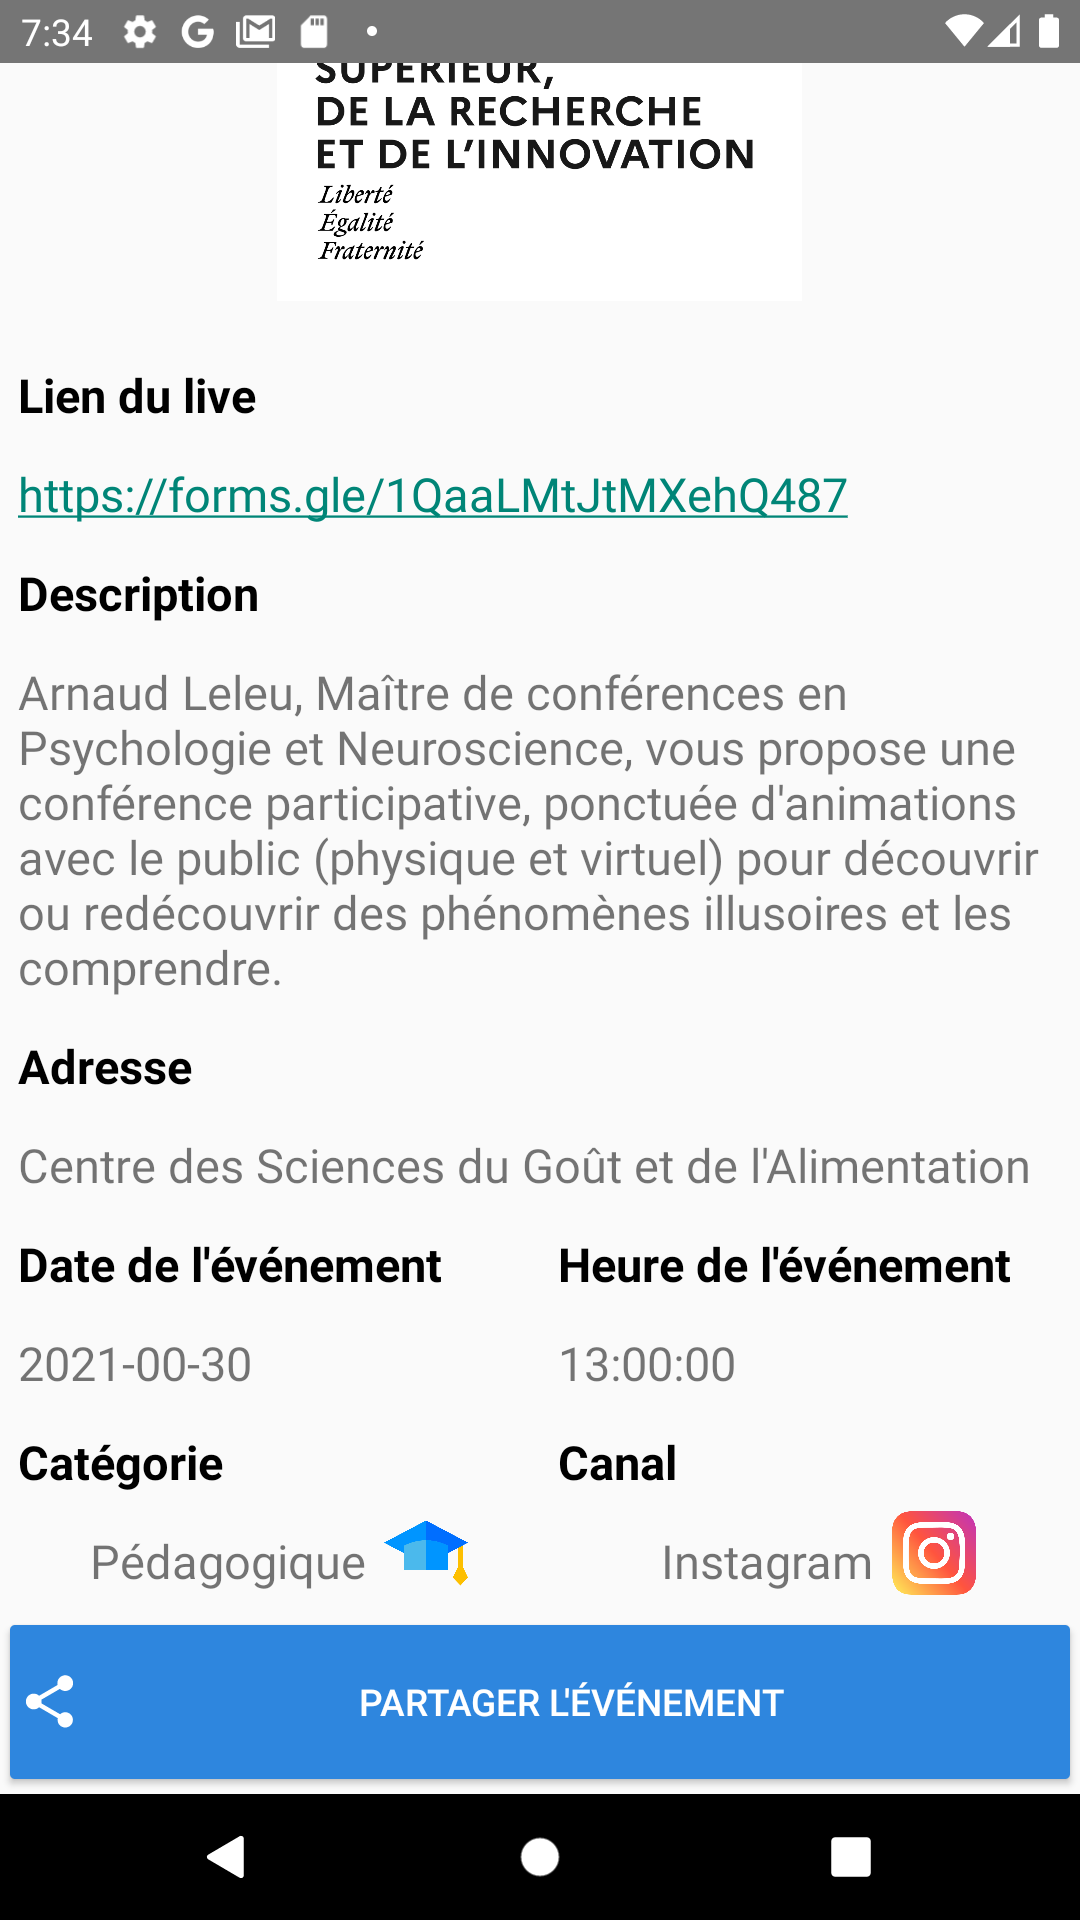 7:34
SUPÉRIEUR,
DE LA RECHERCHE
ET DE L'INNOVATION
Liberté
Égalité
Fraternité
Lien du live
https://forms.gle/1QaaLMtJtMXehQ487
Description
Arnaud Leleu, Maître de conférences en
Psychologie et Neuroscience, vous propose une
conférence participative, ponctuée d'animations
avec le public (physique et virtuel) pour découvrir
ou redécouvrir des phénomènes illusoires et les
comprendre.
Adresse
Centre des Sciences du Goût et de l'Alimentation
Date de l'événement
Heure de l'événement
2021-00-30
13:00:00
Catégorie
Canal
Pédagogique
Instagram
PARTAGER L'ÉVÉNEMENT